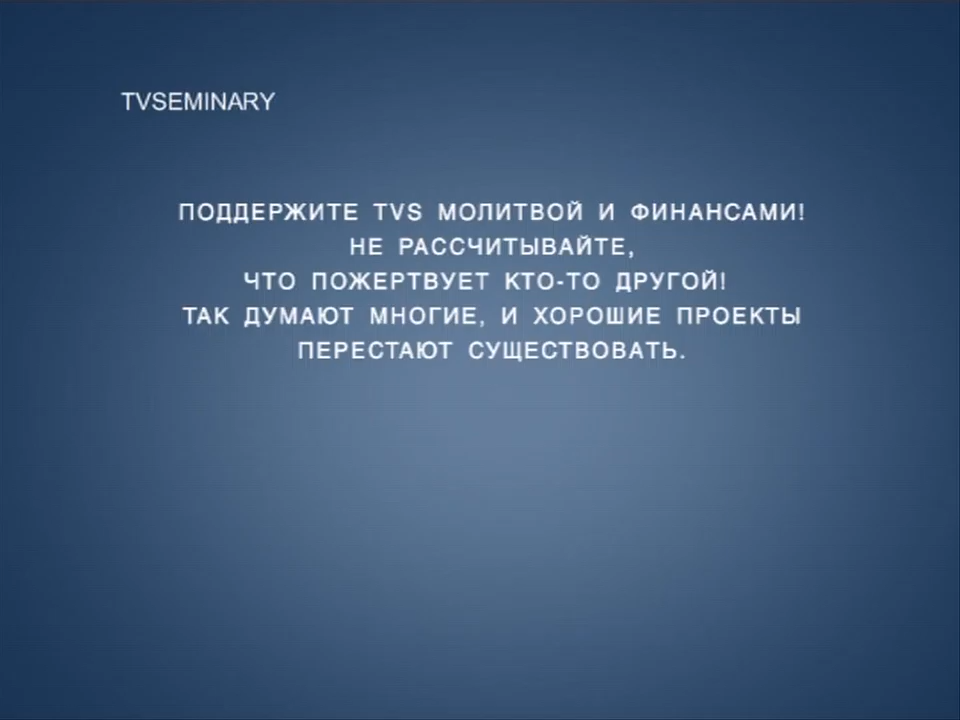 TVSEMINARY
ПОДДЕРЖИТЕ TVS МОЛИТВОЙ И ФИНАНСАМИ!
НЕ РАССЧИТЫВАЙТЕ,
ЧТО ПОЖЕРТВУЕТ КТО-ТО ДРУГОЙ!
ТАК ДУМАЮТ МНОГИЕ, И ХОРОШИЕ ПРОЕКТЫ
ПЕРЕСТАЮТ СУЩЕСТВОВАТЬ.